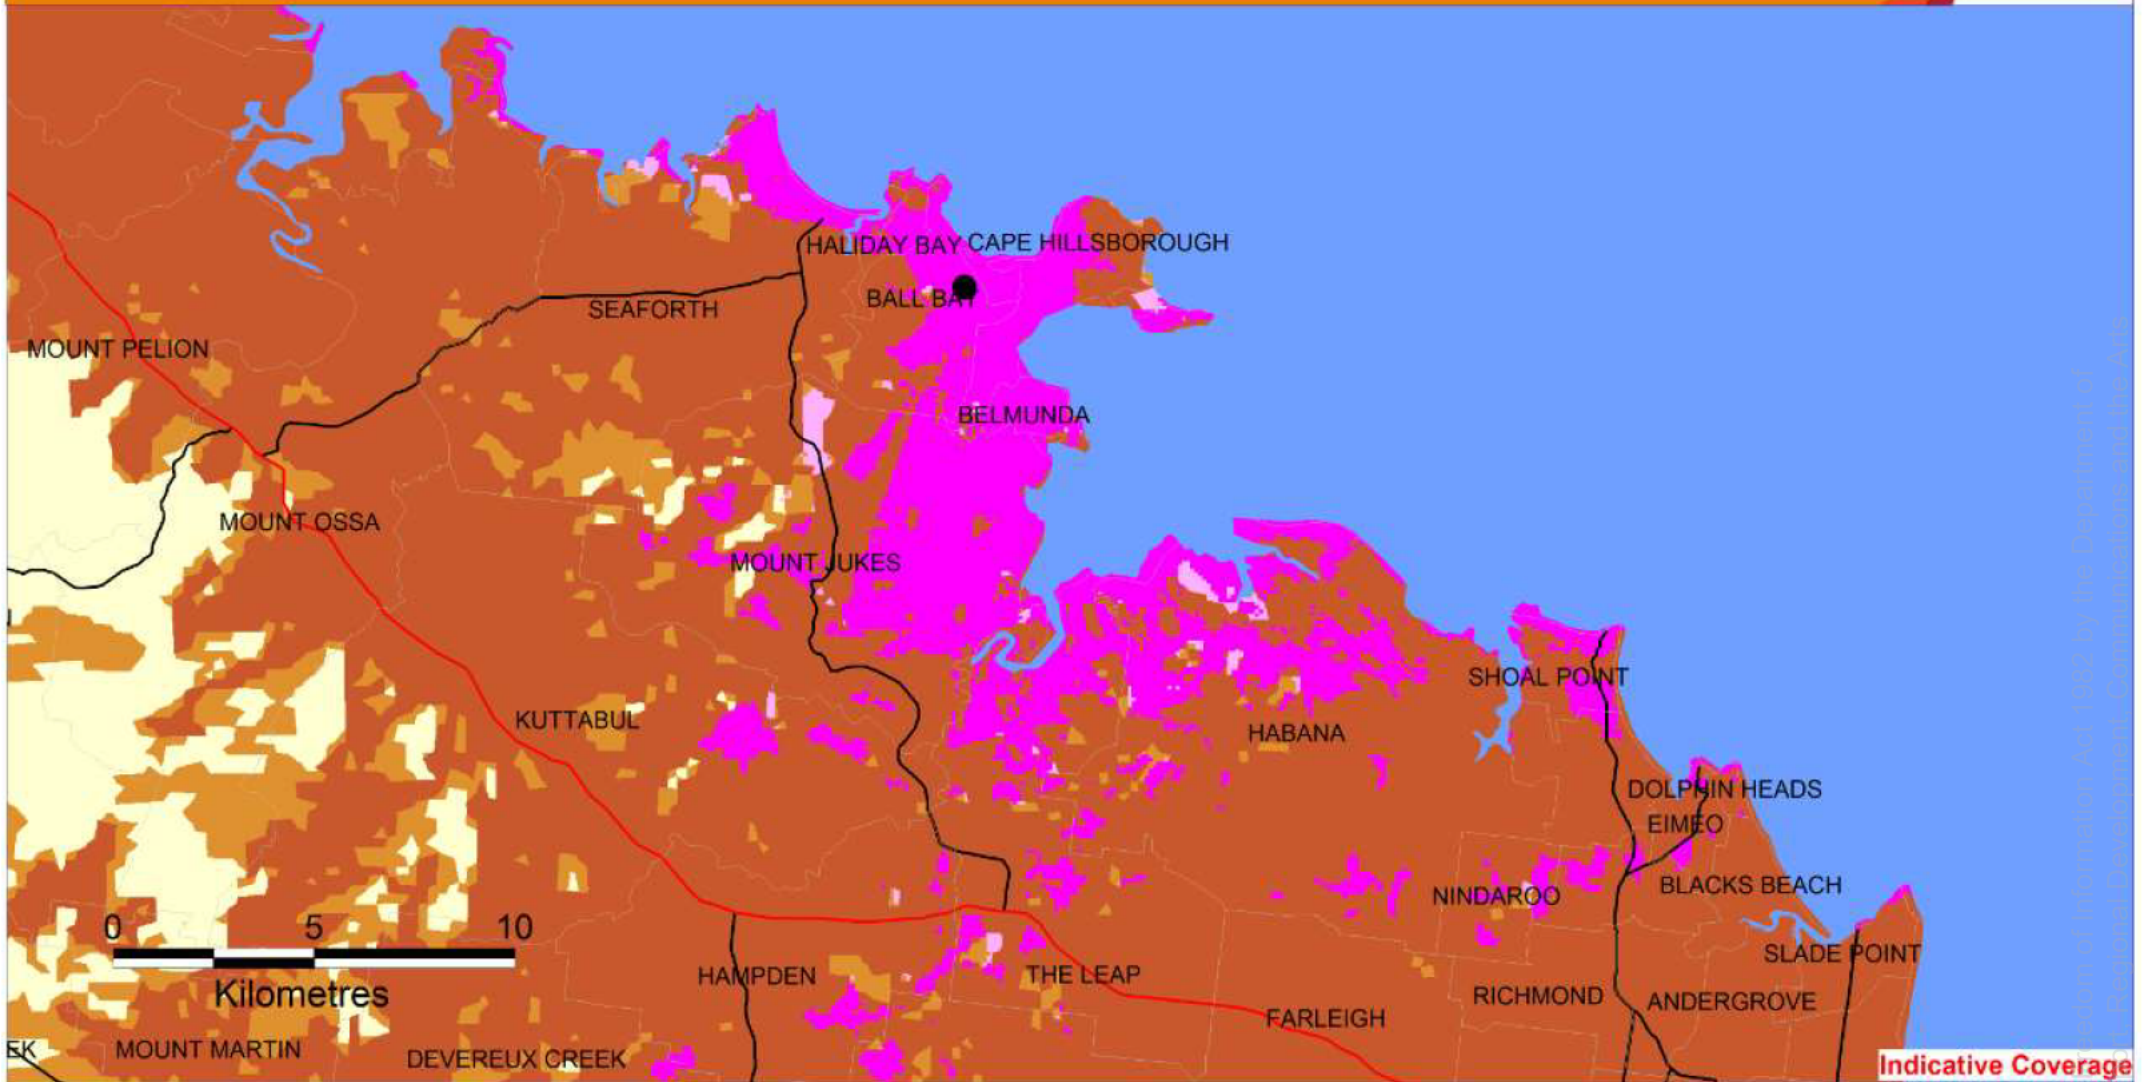 HALIDAY BAY
CAPE HILLSBOROUGH
BALL BAY
SEAFORTH
MOUNT PELION
BELMUNDA
MOUNT OSSA
MOUNT JUKES
SHOAL POINT
KUTTABUL
HABANA
DOLPHIN HEADS
EIMEO
BLACKS BEACH
NINDAROO
0 5 10
Kilometres
SLADE POINT
HAMPDEN
THE LEAP
RICHMOND
ANDERGROVE
FARLEIGH
EK
MOUNT MARTIN
DEVEREUX CREEK
Indicative Coverage